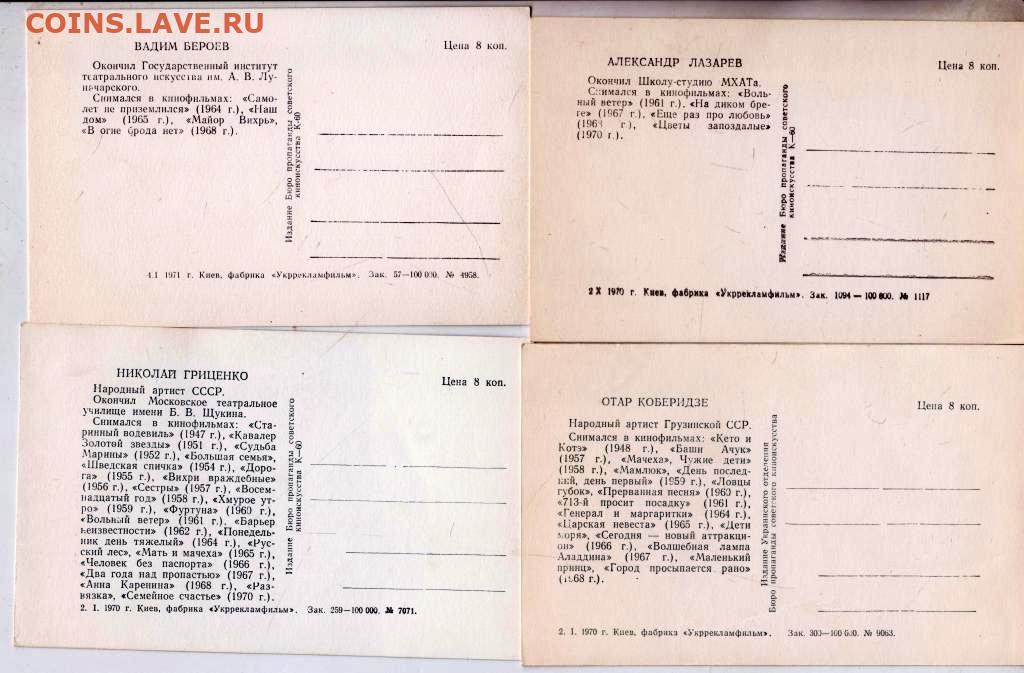 COINS.LAVE.RU
ВАДИМ БЕРОЕВ
Цена 8 коп.
Окончил Государственный институт
театрального искусства им. А. В. Лу-
начарского.
Снимался в кинофильмах: «Само-
лет не приземлился» (1964 г.), «Наш
дом» (1965 г.), «Майор Вихрь»,
«В огне брода нет» (1968 г.).
Издание Бюро пропаганды советского
киноискусства К-60
4.I 1971 г. Киев, фабрика «Укррекламфильм». Зак. 57—100 000. № 4958.
АЛЕКСАНДР ЛАЗАРЕВ
Цена 8 коп.
Окончил Школу-студию МХАТа.
Снимался в кинофильмах: «Воль-
ный ветер» (1961 г.), «На диком бре-
ге» (1967 г.), «Еще раз про любовь»
(1968 г.), «Цветы запоздалые»
(1970 г.).
Издание Бюро пропаганды советского
киноискусства К—60
2 X 1970 г. Киев, фабрика «Укррекламфильм». Зак. 1094—100 000. № 1117
НИКОЛАЙ ГРИЦЕНКО
Цена 8 коп.
Народный артист СССР.
Окончил Московское театральное
училище имени Б. В. Щукина.
Снимался в кинофильмах: «Ста-
ринный водевиль» (1947 г.), «Кавалер
Золотой звезды» (1951 г.), «Судьба
Марины» (1952 г.), «Большая семья»,
«Шведская спичка» (1954 г.), «Доро-
га» (1955 г.), «Вихри враждебные»
(1956 г.), «Сестры» (1957 г.), «Восем-
надцатый год» (1958 г.), «Хмурое ут-
ро» (1959 г.), «Фуртуна» (1960 г.),
«Вольный ветер» (1961 г.), «Барьер
неизвестности» (1962 г.), «Понедель-
ник день тяжелый» (1964 г.), «Рус-
ский лес», «Мать и мачеха» (1965 г.),
«Человек без паспорта» (1966 г.),
«Два года над пропастью» (1967 г.),
«Анна Каренина» (1968 г.), «Раз-
вязка», «Семейное счастье» (1970 г.).
Издание Бюро пропаганды советского
киноискусства К—60
2. I. 1970 г. Киев, фабрика «Укррекламфильм». Зак. 259—100 000. № 7071.
ОТАР КОБЕРИДЗЕ
Цена 8 коп.
Народный артист Грузинской ССР.
Снимался в кинофильмах: «Кето и
Котэ» (1948 г.), «Баши Ачук»
(1957 г.), «Мачеха», Чужие дети»
(1958 г.), «Мамлюк», «День послед-
ний, день первый» (1959 г.), «Ловцы
губок», «Прерванная песня» (1960 г.),
«713-й просит посадку» (1961 г.),
«Генерал и маргаритки» (1964 г.),
«Царская невеста» (1965 г.), «Дети
моря», «Сегодня — новый аттракци-
он» (1966 г.), «Волшебная лампа
Аладдина» (1967 г.), «Маленький
принц», «Город просыпается рано»
(1968 г.).
Издание Украинского отделения
Бюро пропаганды советского киноискусства
2. I. 1970 г. Киев, фабрика «Укррекламфильм». Зак. 300—100 000. № 9063.